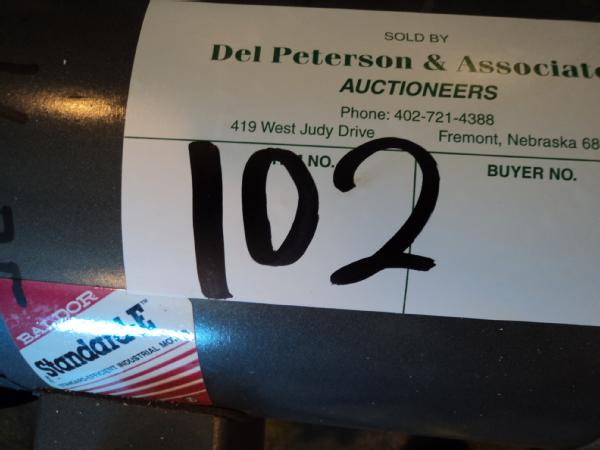 SOLD BY
Del Peterson & Associate
AUCTIONEERS
Phone: 402-721-4388
419 West Judy Drive Fremont, Nebraska 68
NO. BUYER NO.
102
BALDOR
Standard-E™
INDUSTRIAL